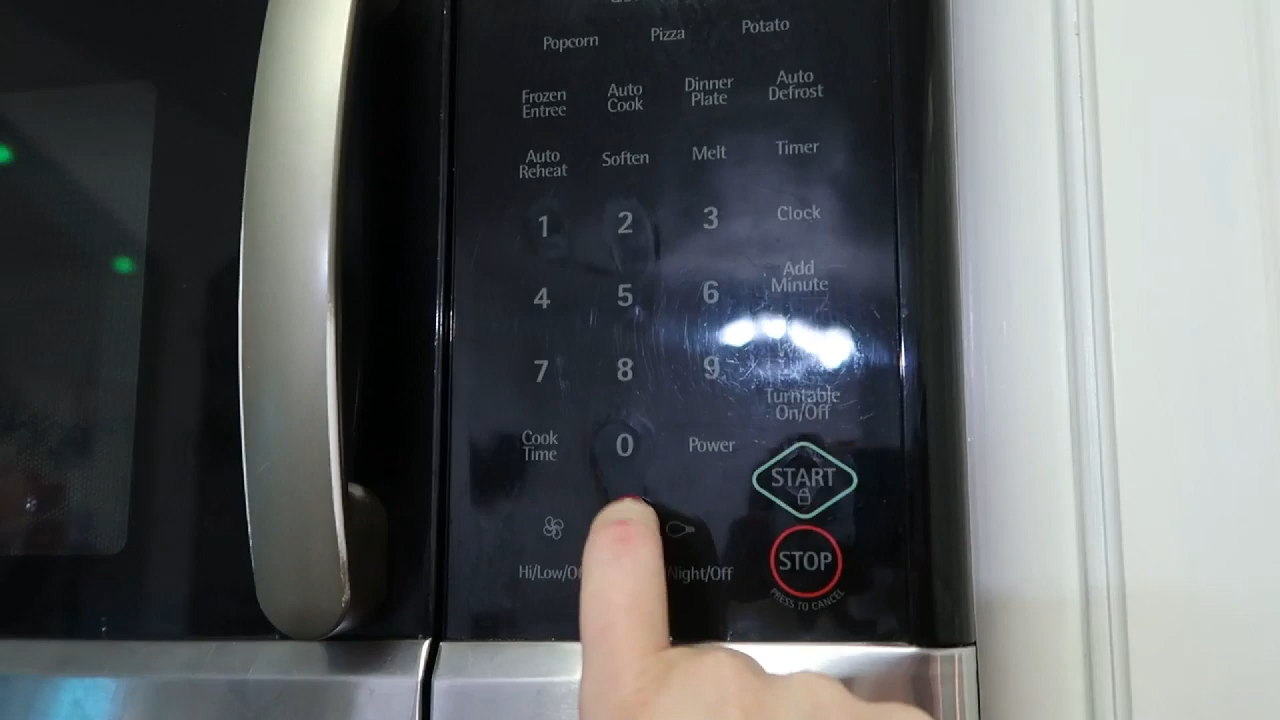 Popcorn Pizza Potato
Frozen
Entree
Auto
Cook
Dinner
Plate
Auto
Defrost
Auto
Reheat
Soften
Melt
Timer
1 2 3 Clock
4 5 6 Add
Minute
7 8 9
Turntable
On/Off
Cook
Time
0
Power
START
STOP
PRESS TO CANCEL
Hi/Low/Of
Night/Off